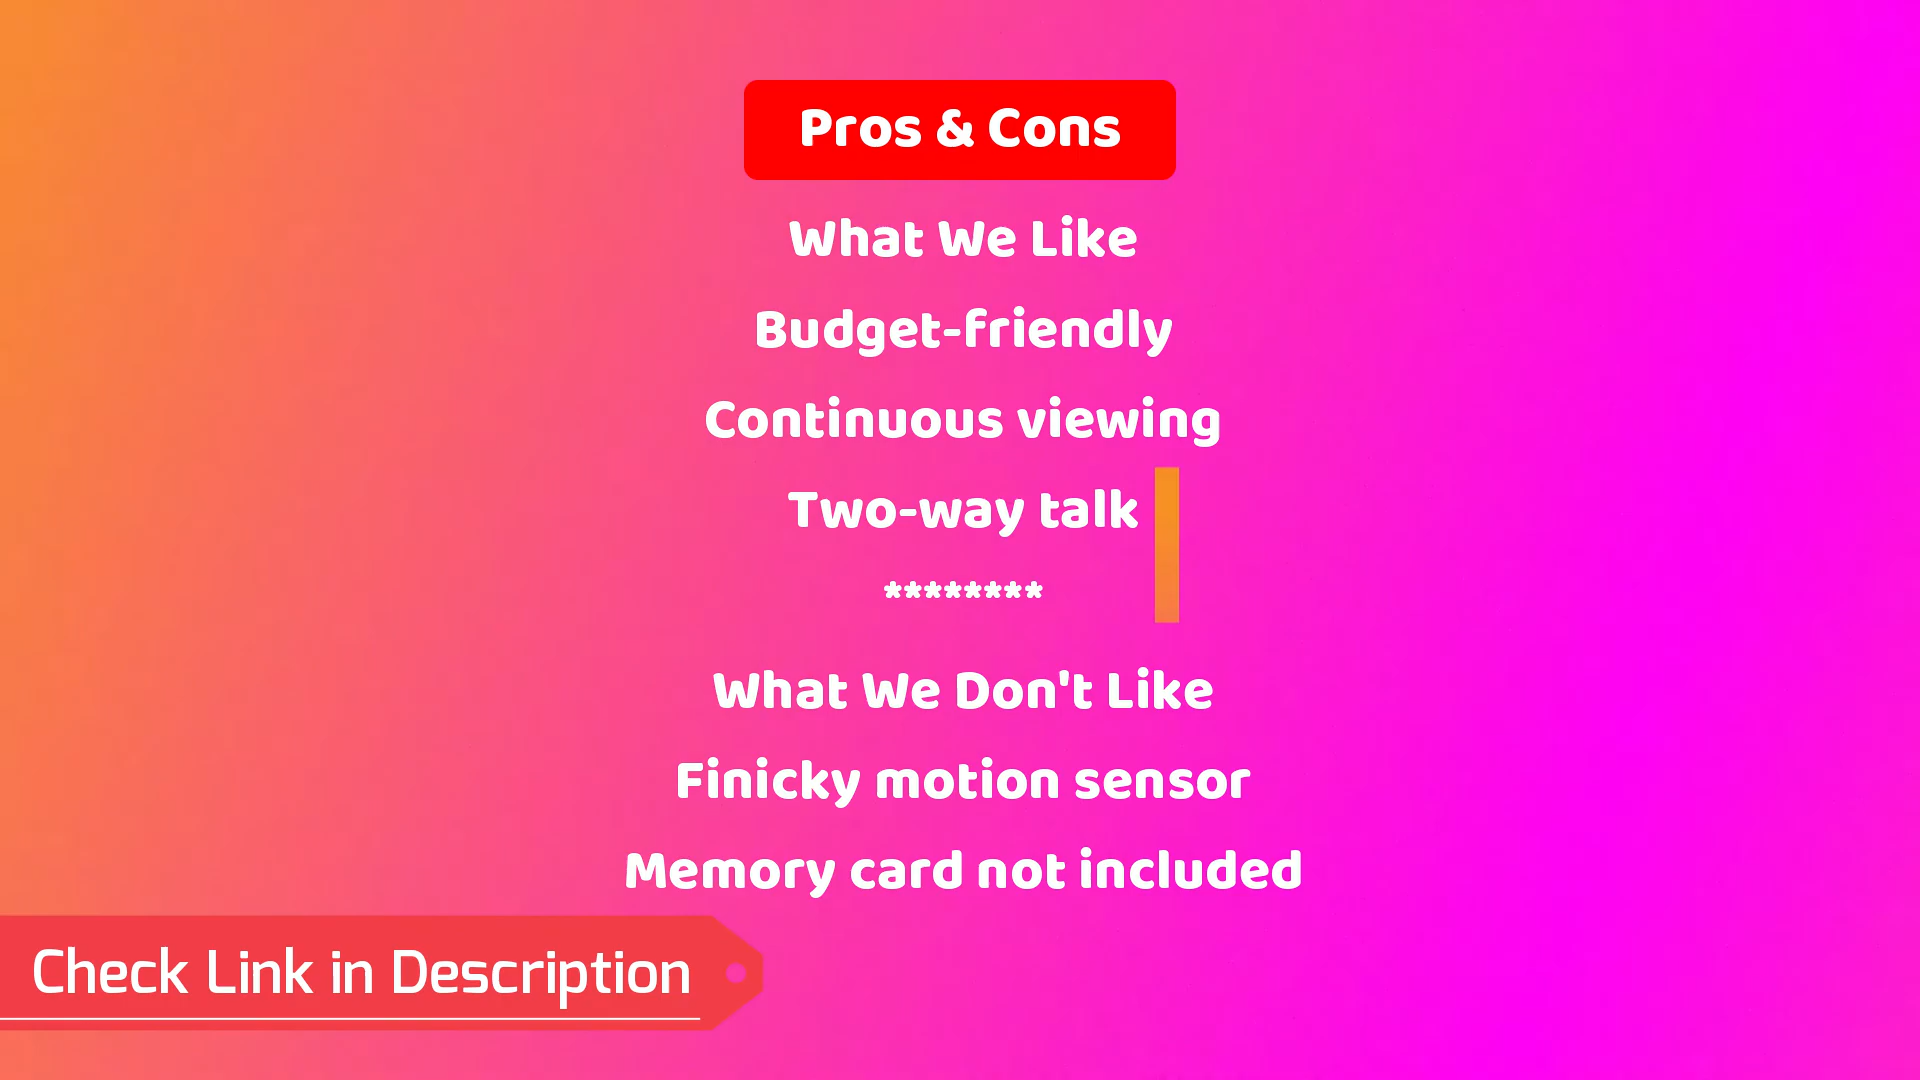 Pros & Cons
What We Like
Budget-friendly
Continuous viewing
Two-way talk
********
What We Don't Like
Finicky motion sensor
Memory card not included
Check Link in Description